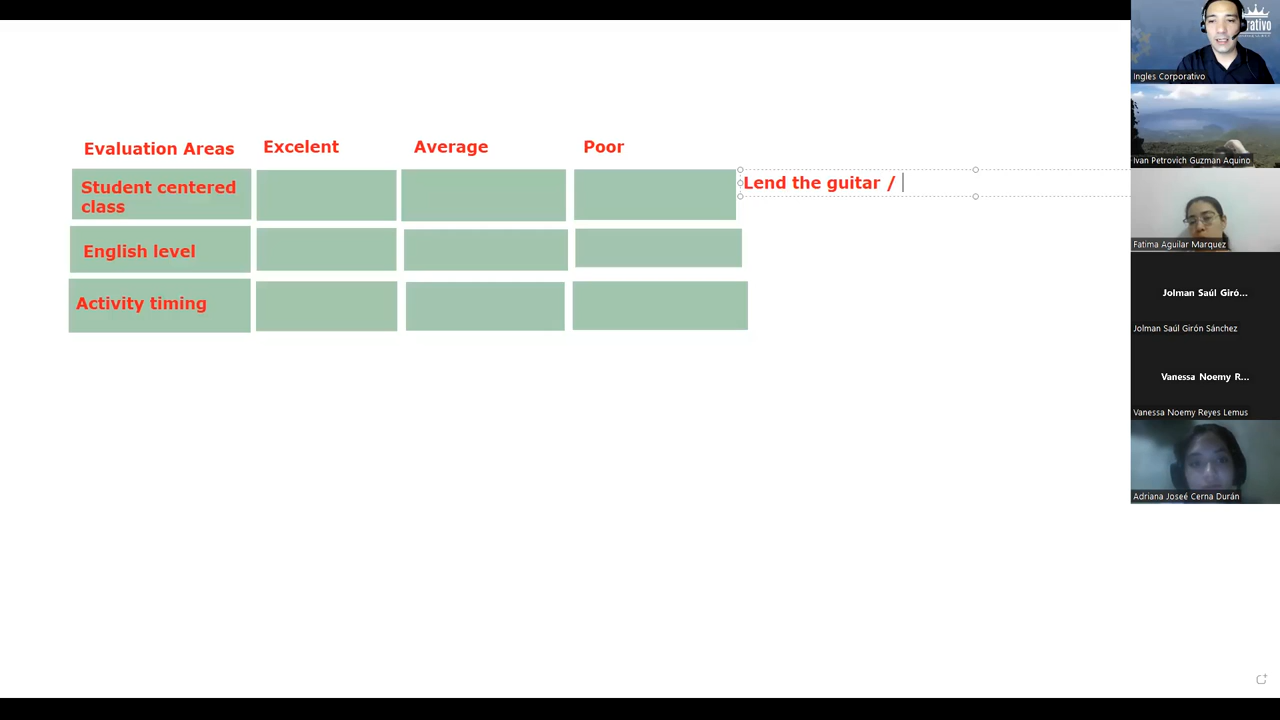 Evaluation Areas Excelent Average Poor
Student centered
class
Lend the guitar /
English level
Activity timing
rativo
Ingles Corporativo
Ivan Petrovich Guzman Aquino
Fatima Aguilar Marquez
Jolman Saúl Giró...
Jolman Saúl Girón Sánchez
Vanessa Noemy R...
Vanessa Noemy Reyes Lemus
Adriana Joseé Cerna Durán